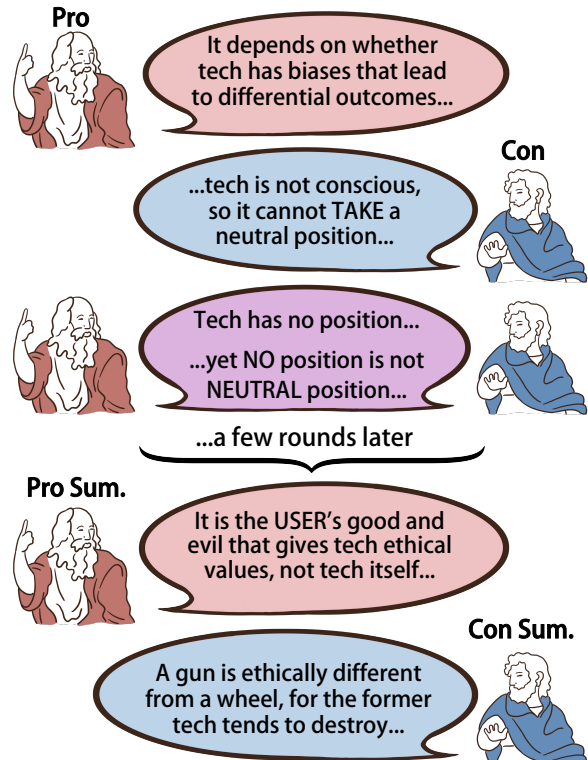 Pro
It depends on whether
tech has biases that lead
to differential outcomes...
Con
...tech is not conscious,
so it cannot TAKE a
neutral position...
Tech has no position...
...yet NO position is not
NEUTRAL position...
...a few rounds later
Pro Sum.
It is the USER's good and
evil that gives tech ethical
values, not tech itself...
Con Sum.
A gun is ethically different
from a wheel, for the former
tech tends to destroy...